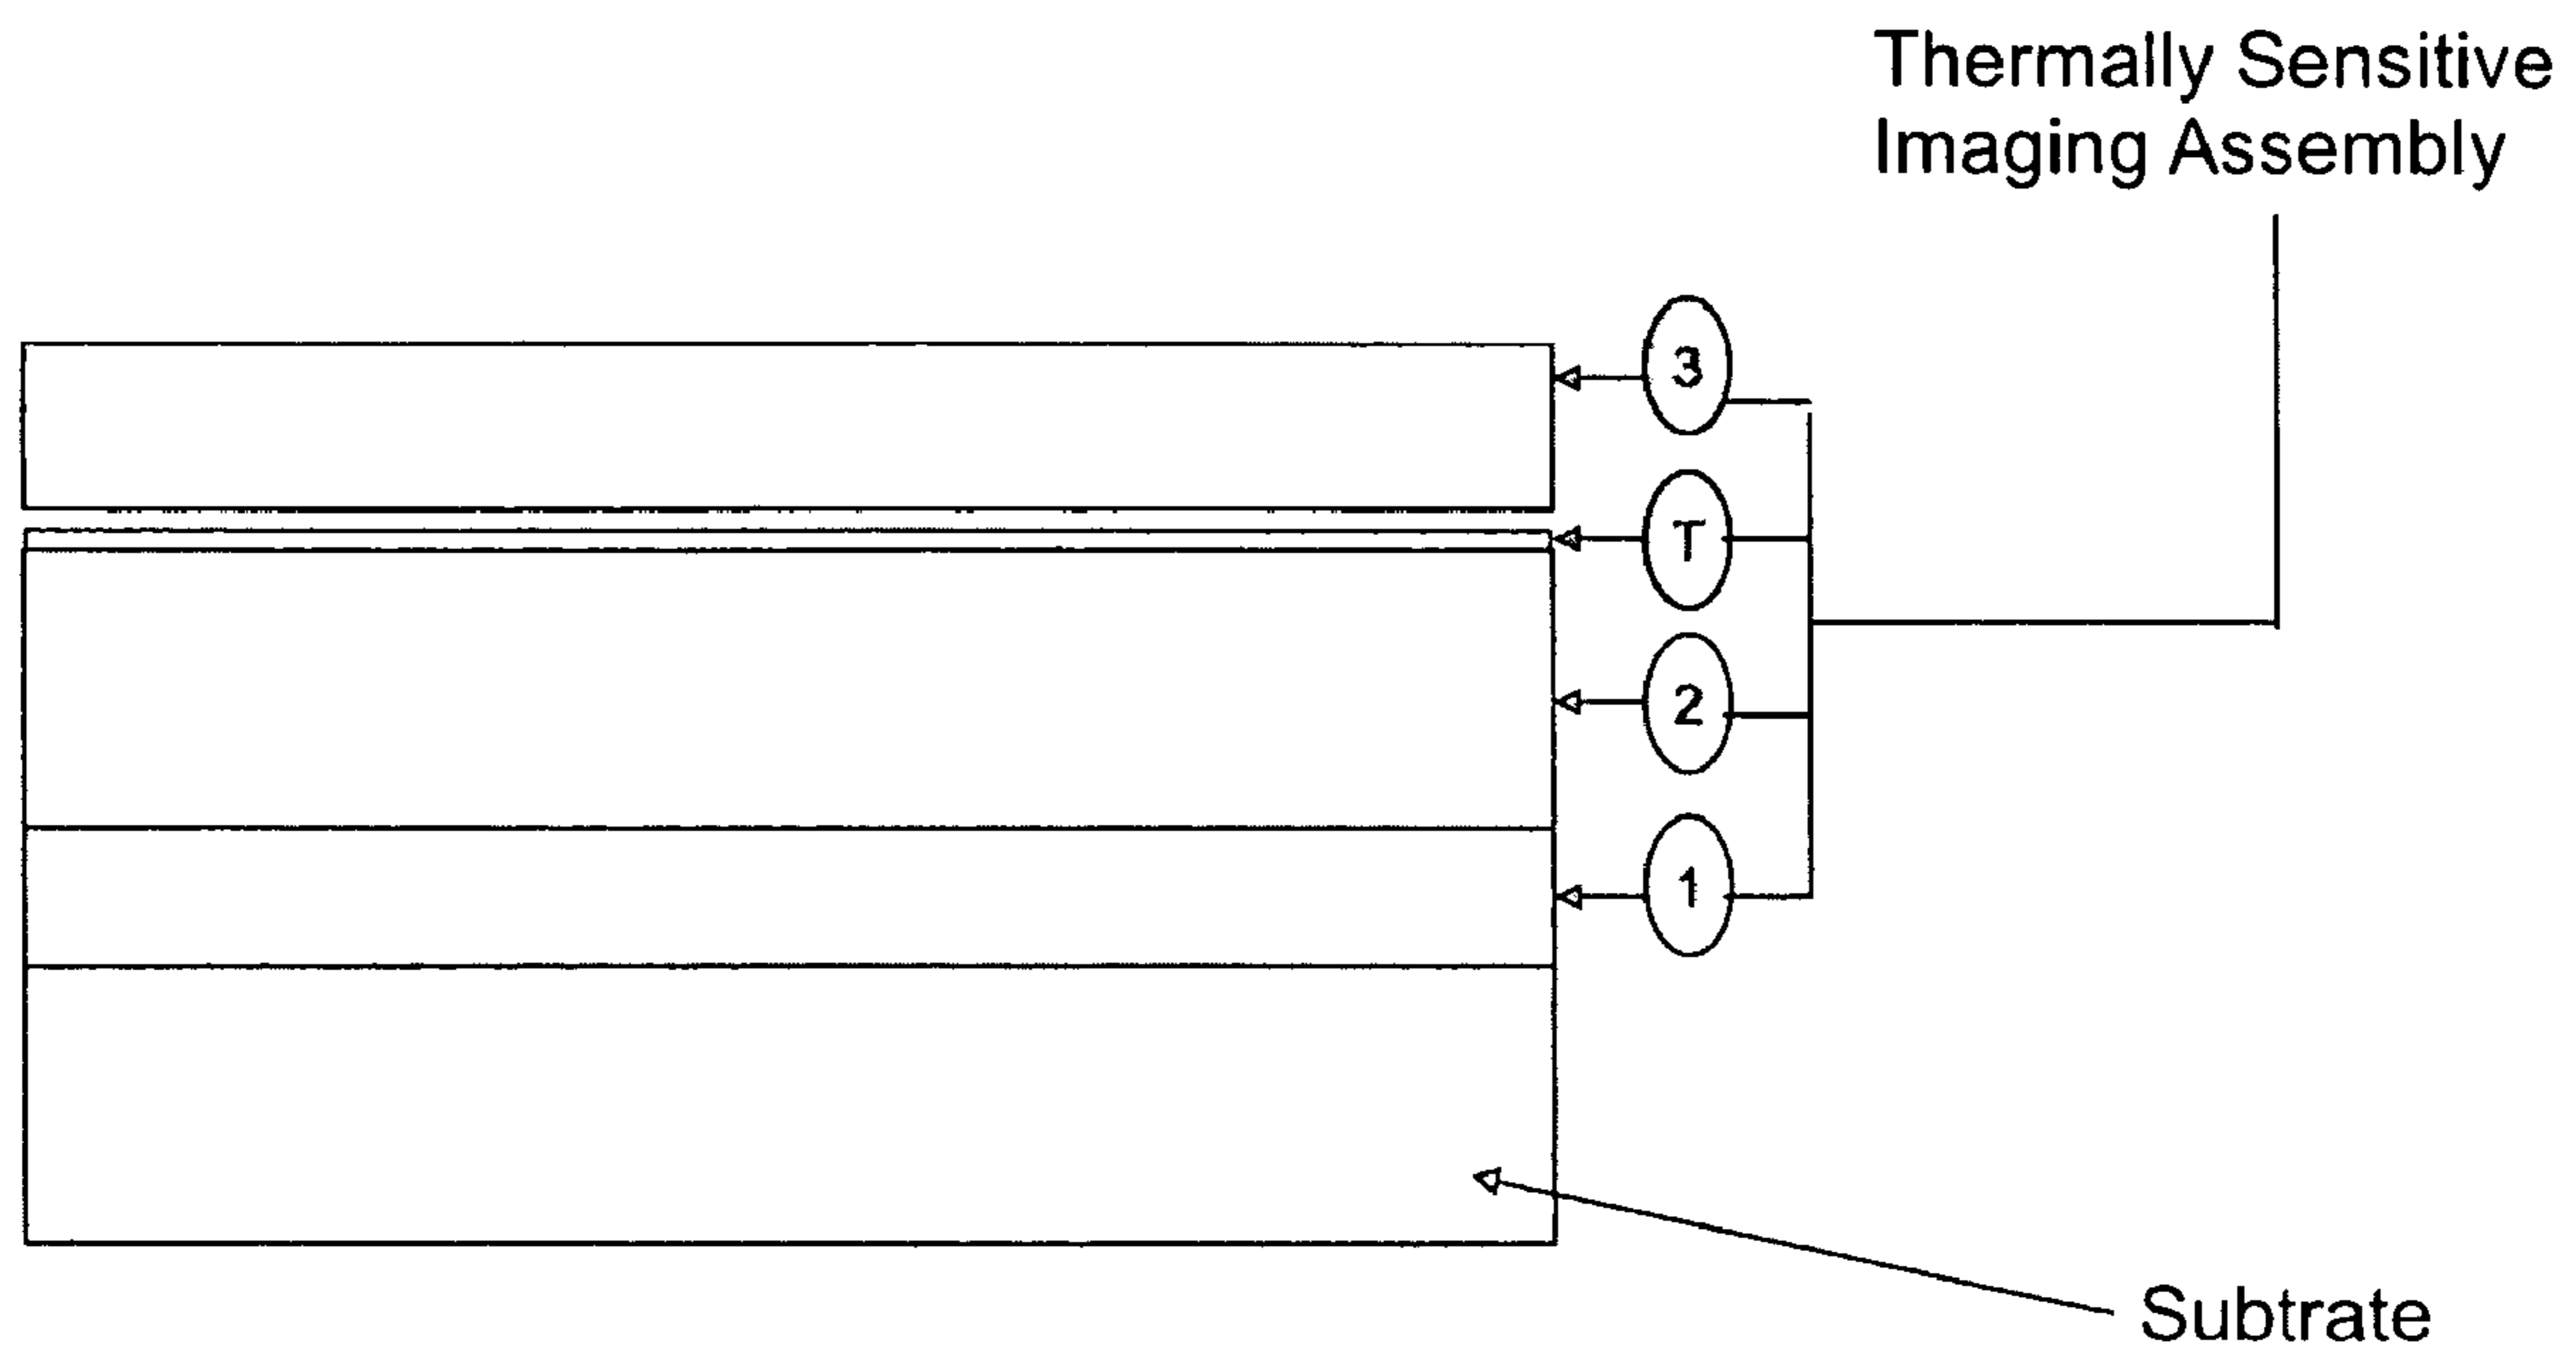 Thermally Sensitive
Imaging Assembly
3
T
2
1
Subtrate